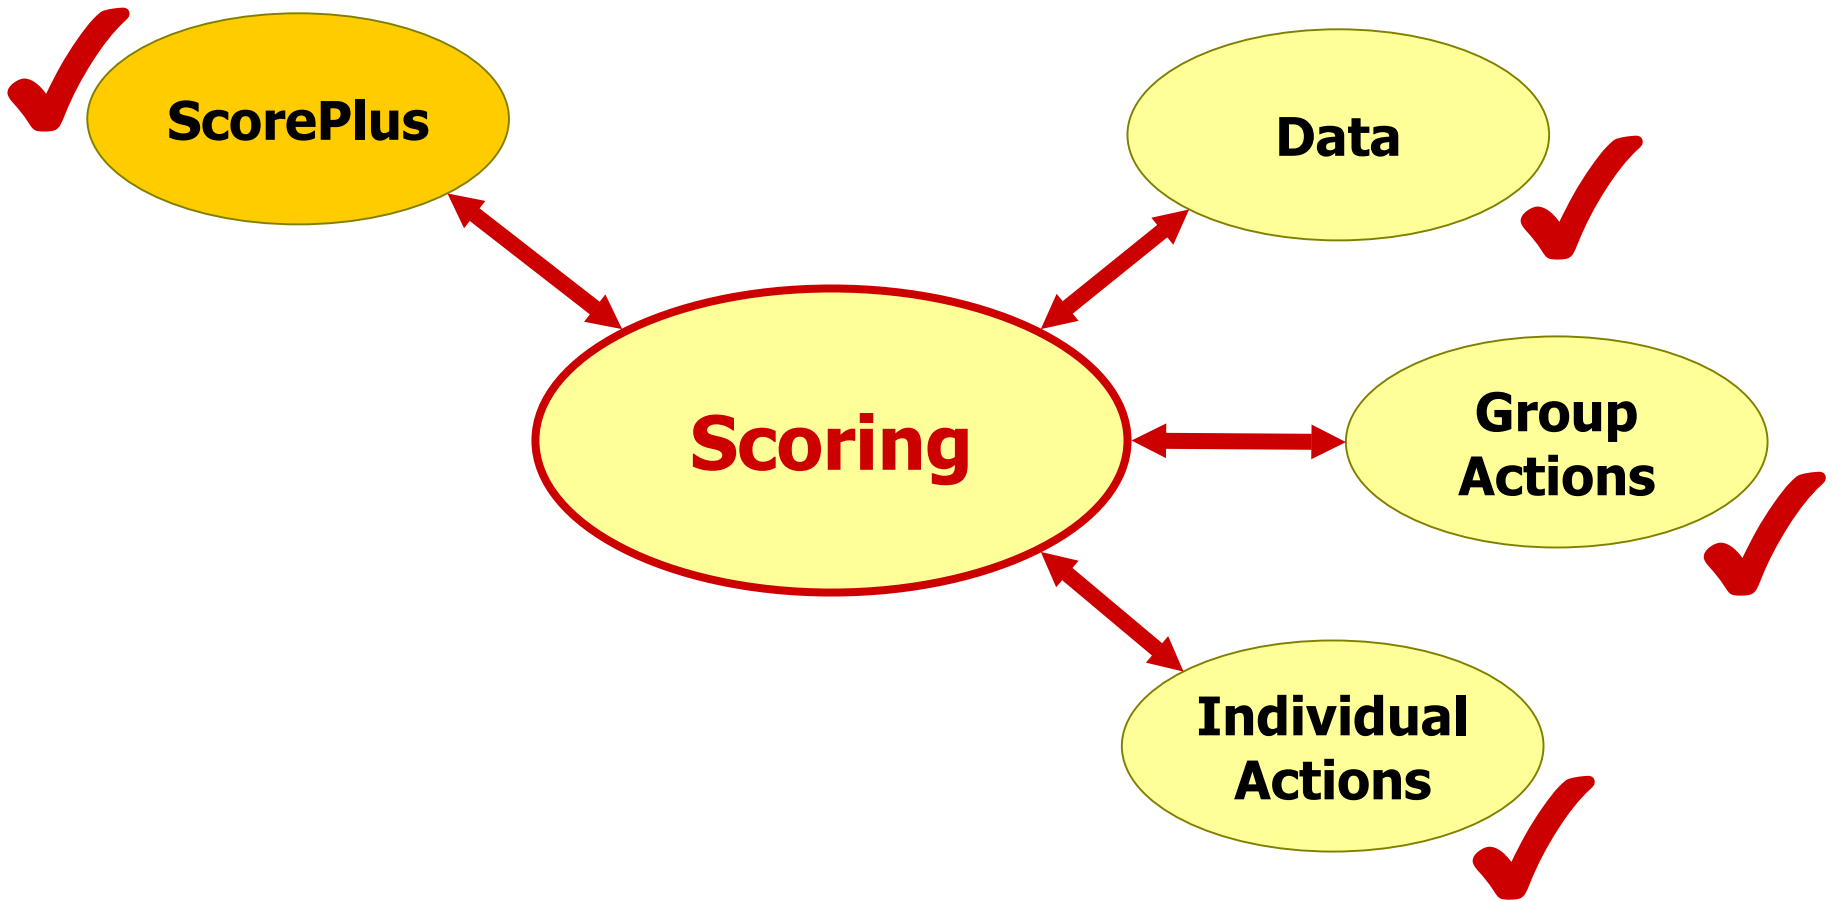 ScorePlus
Data
Scoring
Group
Actions
Individual
Actions